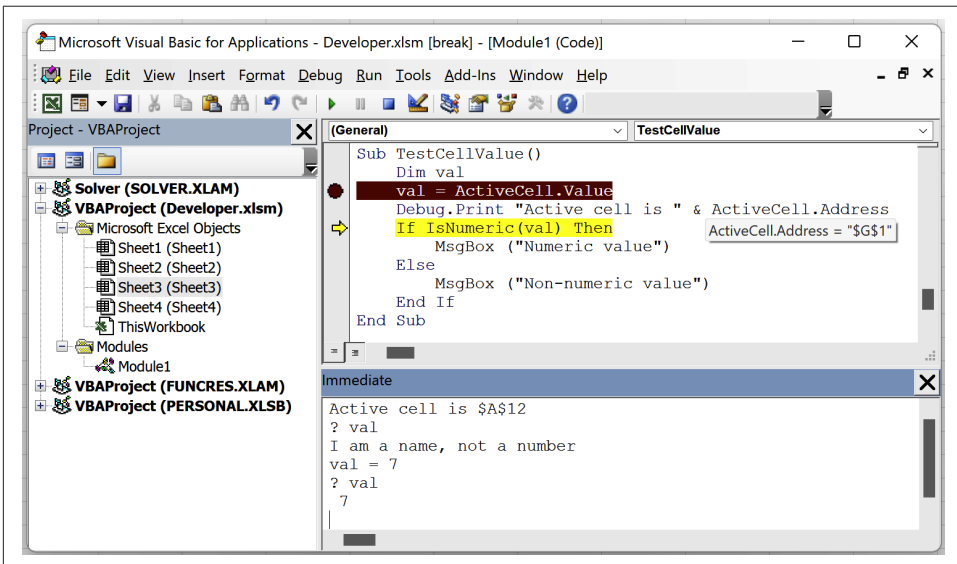 Microsoft Visual Basic for Applications - Developer.xlsm [break] - [Module1 (Code)]
File Edit View Insert Format Debug Run Tools Add-Ins Window Help
Project - VBAProject
Solver (SOLVER.XLAM)
VBAProject (Developer.xlsm)
Microsoft Excel Objects
Sheet1 (Sheet1)
Sheet2 (Sheet2)
Sheet3 (Sheet3)
Sheet4 (Sheet4)
ThisWorkbook
Modules
Module1
VBAProject (FUNCRES.XLAM)
VBAProject (PERSONAL.XLSB)
(General) TestCellValue
Sub TestCellValue()
Dim val
val = ActiveCell.Value
Debug.Print "Active cell is " & ActiveCell.Address
If IsNumeric(val) Then
ActiveCell.Address = "$G$1"
MsgBox ("Numeric value")
Else
MsgBox ("Non-numeric value")
End If
End Sub
Immediate
Active cell is $A$12
? val
I am a name, not a number
val = 7
? val
7